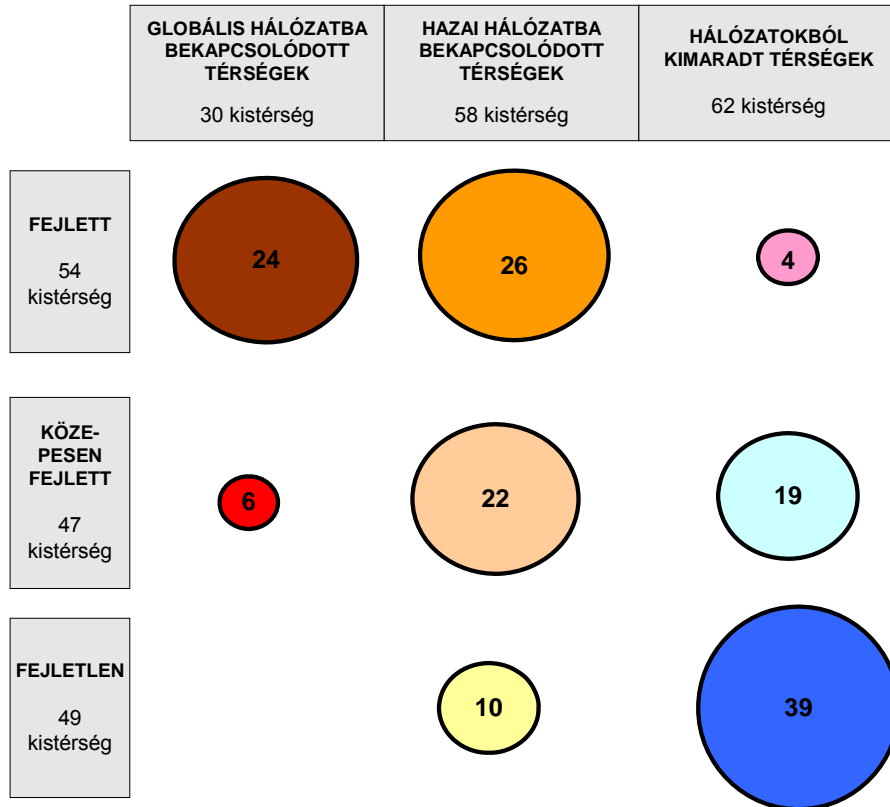 GLOBÁLIS HÁLÓZATBA
BEKAPCSOLÓDOTT
TÉRSÉGEK
30 kistérség
HAZAI HÁLÓZATBA
BEKAPCSOLÓDOTT
TÉRSÉGEK
58 kistérség
HÁLÓZATOKBÓL
KIMARADT TÉRSÉGEK
62 kistérség
FEJLETT
54
kistérség
24
26
4
KÖZE-
PESEN
FEJLETT
47
kistérség
6
22
19
FEJLETLEN
49
kistérség
10
39